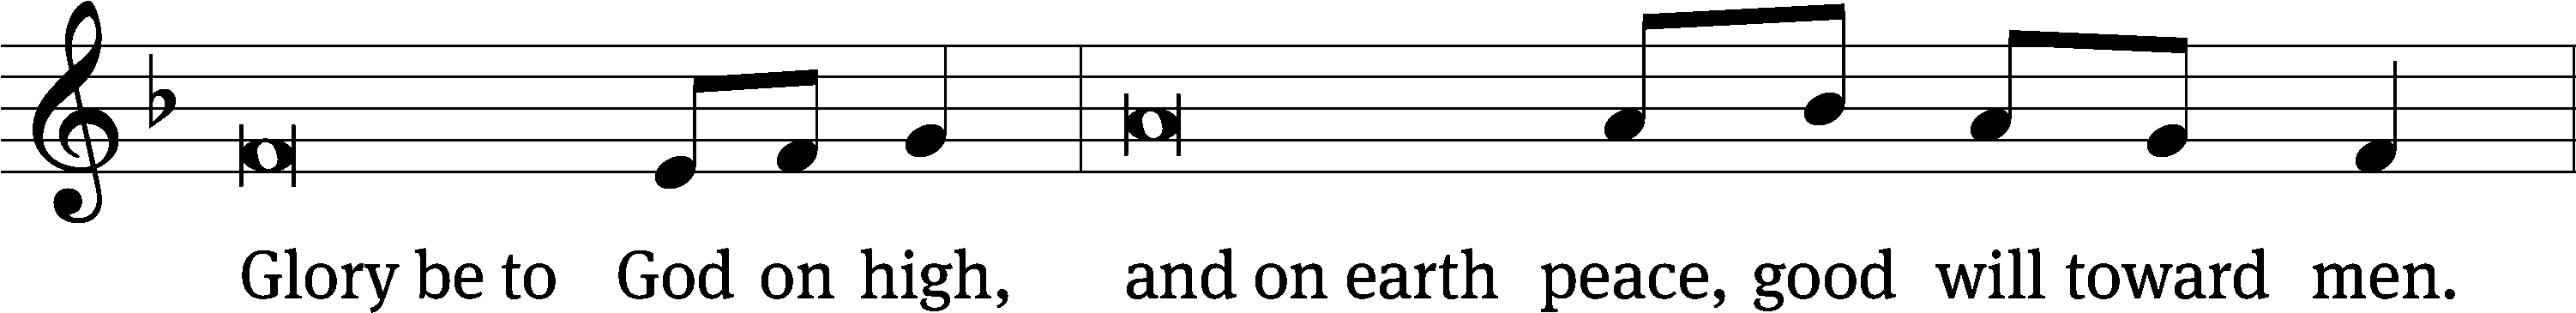 Glory be to God on high, and on earth peace, good will toward men.